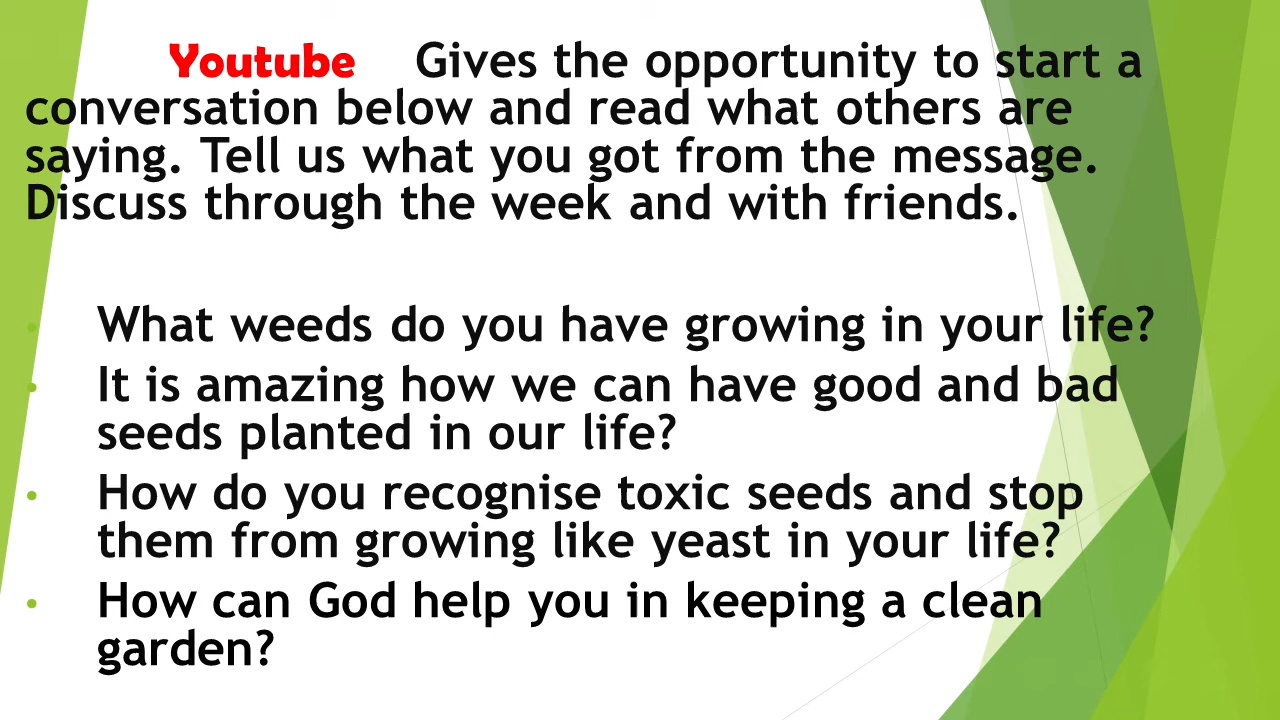 Youtube Gives the opportunity to start a
conversation below and read what others are
saying. Tell us what you got from the message.
Discuss through the week and with friends.
• What weeds do you have growing in your life?
• It is amazing how we can have good and bad
seeds planted in our life?
• How do you recognise toxic seeds and stop
them from growing like yeast in your life?
• How can God help you in keeping a clean
garden?